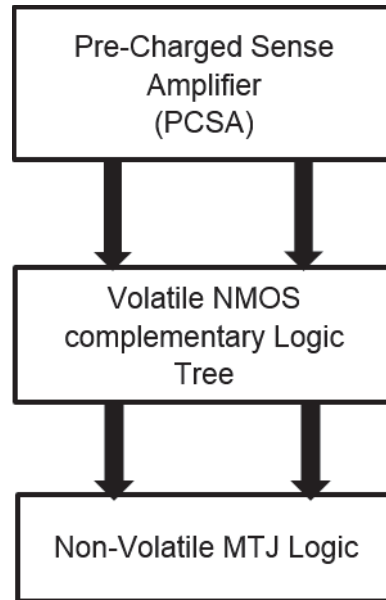 Pre-Charged Sense
Amplifier
(PCSA)
Volatile NMOS
complementary Logic
Tree
Non-Volatile MTJ Logic